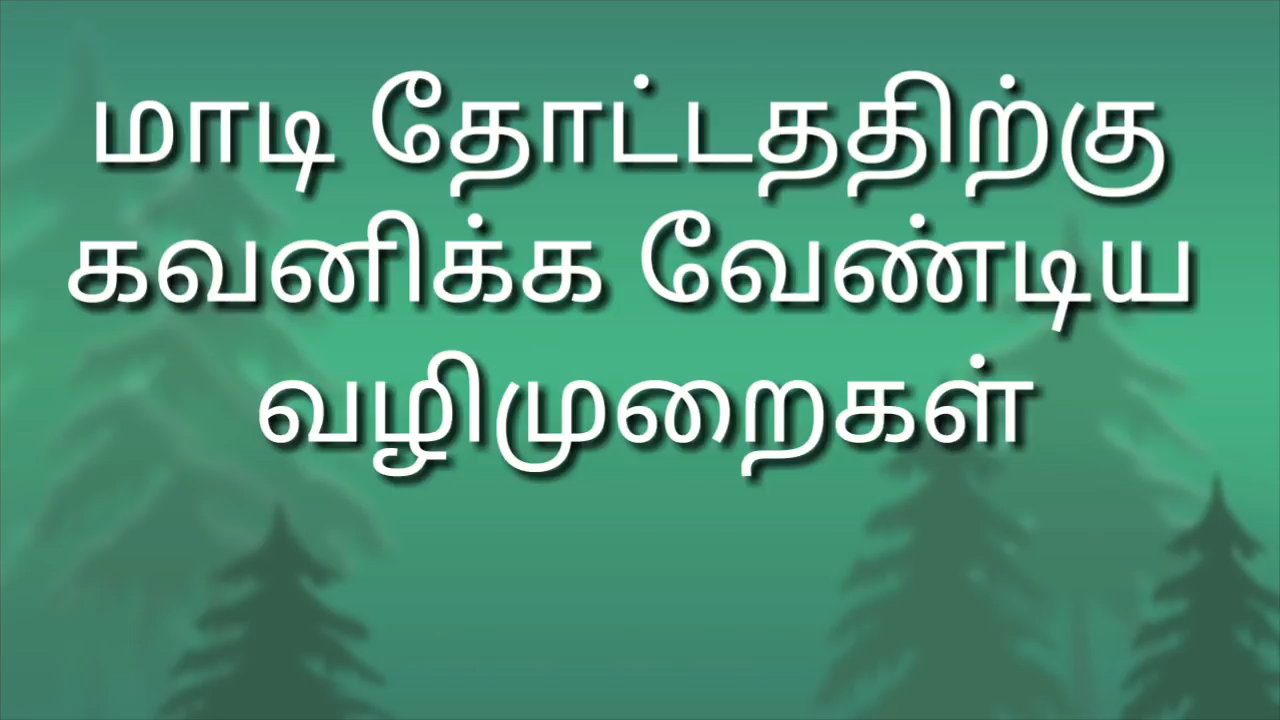 மாடி தோட்டததிற்கு
கவனிக்க வேண்டிய
வழிமுறைகள்